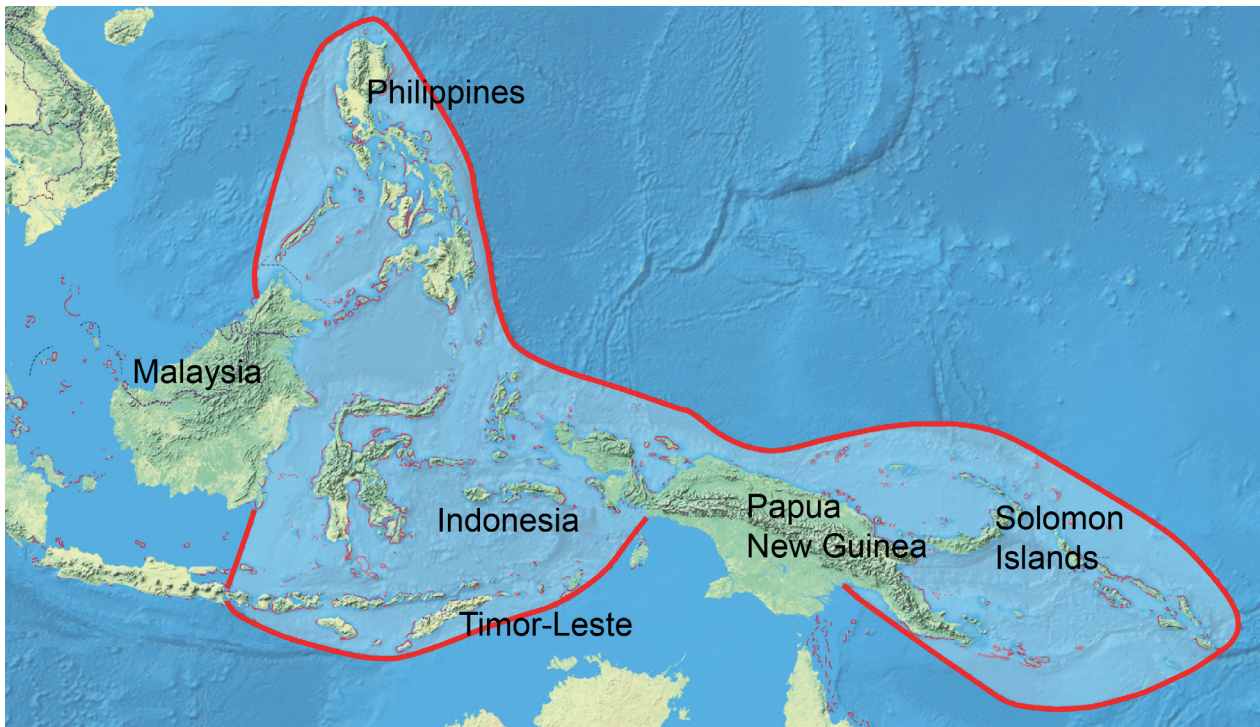 Philippines
Malaysia
Indonesia
Papua
New Guinea
Solomon
Islands
Timor-Leste